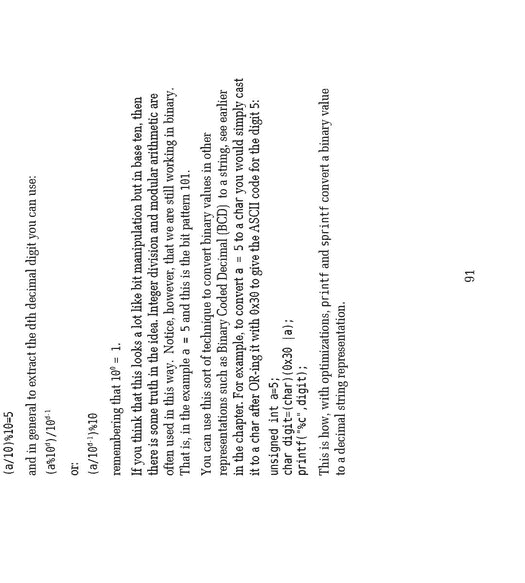 (a/10)%10=5
and in general to extract the dth decimal digit you can use:
(a%10ᵈ)/10ᵈ⁻¹
or:
(a/10ᵈ⁻¹)%10
remembering that 10⁰ = 1.
If you think that this looks a lot like bit manipulation but in base ten, then
there is some truth in the idea. Integer division and modular arithmetic are
often used in this way. Notice, however, that we are still working in binary.
That is, in the example a = 5 and this is the bit pattern 101.
You can use this sort of technique to convert binary values in other
representations such as Binary Coded Decimal (BCD) to a string, see earlier
in the chapter. For example, to convert a = 5 to a char you would simply cast
it to a char after OR-ing it with 0x30 to give the ASCII code for the digit 5:
unsigned int a=5;
char digit=(char)(0x30 |a);
printf("%c",digit);
This is how, with optimizations, printf and sprintf convert a binary value
to a decimal string representation.
91